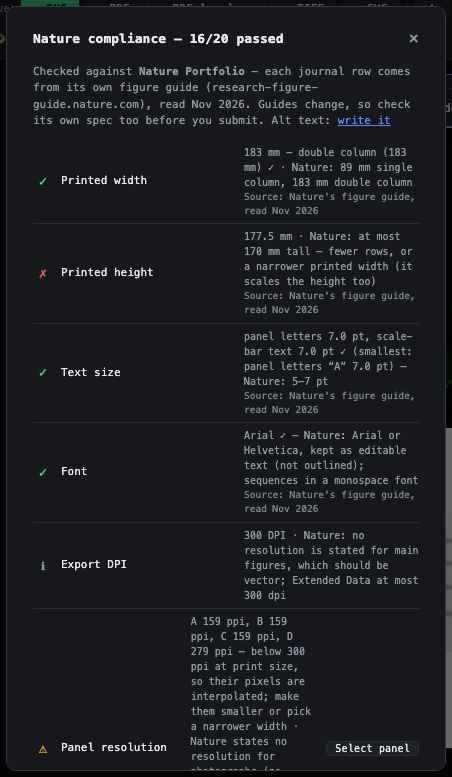 Nature compliance — 16/20 passed
×
Checked against Nature Portfolio — each journal row comes
from its own figure guide (research-figure-
guide.nature.com), read Nov 2026. Guides change, so check
its own spec too before you submit. Alt text: write it
✓ Printed width
183 mm — double column (183
mm) ✓ · Nature: 89 mm single
column, 183 mm double column
Source: Nature's figure guide,
read Nov 2026
✗ Printed height
177.5 mm · Nature: at most
170 mm tall — fewer rows, or
a narrower printed width (it
scales the height too)
Source: Nature's figure guide,
read Nov 2026
✓ Text size
panel letters 7.0 pt, scale-
bar text 7.0 pt ✓ (smallest:
panel letters “A” 7.0 pt) —
Nature: 5–7 pt
Source: Nature's figure guide,
read Nov 2026
✓ Font
Arial ✓ — Nature: Arial or
Helvetica, kept as editable
text (not outlined);
sequences in a monospace font
Source: Nature's figure guide,
read Nov 2026
ℹ Export DPI
300 DPI · Nature: no
resolution is stated for main
figures, which should be
vector; Extended Data at most
300 dpi
⚠ Panel resolution
A 159 ppi, B 159
ppi, C 159 ppi, D
279 ppi — below 300
ppi at print size,
so their pixels are
interpolated; make
them smaller or pick
a narrower width ·
Nature states no
resolution for
Select panel